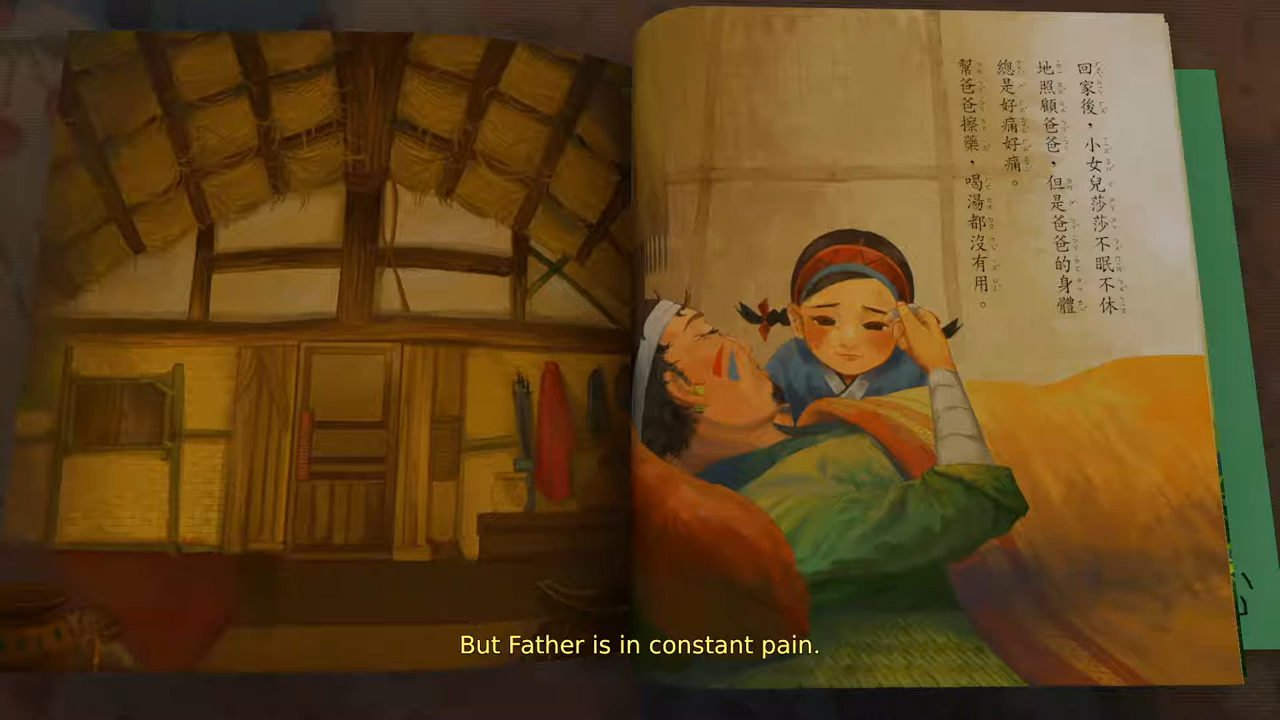 回家後，小女兒莎莎不眠不休
地照顧爸爸，但是爸爸的身體
總是好痛好痛。
幫爸爸擦藥，喝湯都沒有用。
But Father is in constant pain.